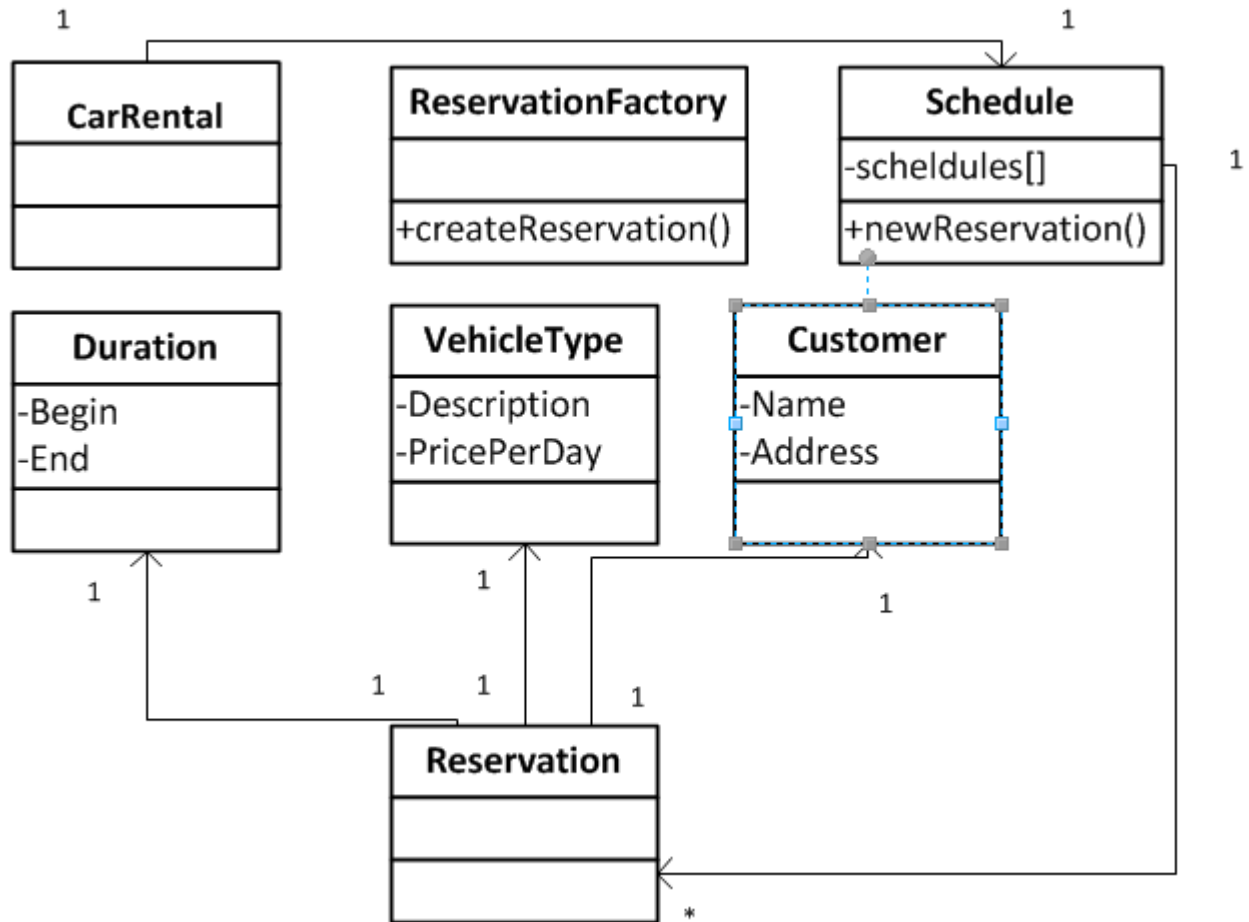 1
1
CarRental
ReservationFactory
+createReservation()
Schedule
-scheldules[]
+newReservation()
1
Duration
-Begin
-End
VehicleType
-Description
-PricePerDay
Customer
-Name
-Address
1
1
1
1
1
1
Reservation
*